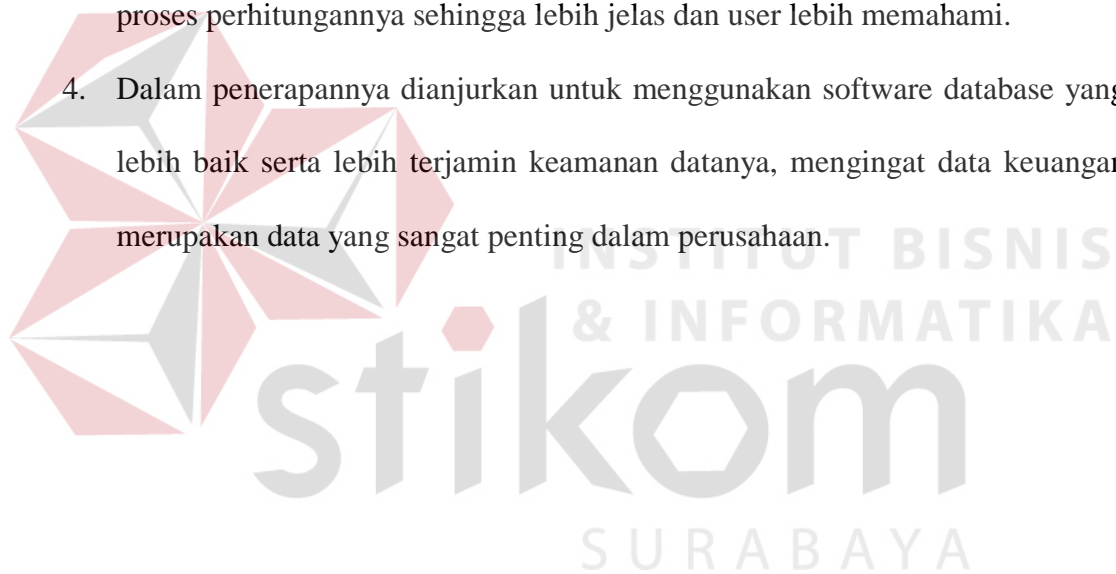 proses perhitungannya sehingga lebih jelas dan user lebih memahami.
4. Dalam penerapannya dianjurkan untuk menggunakan software database yang
lebih baik serta lebih terjamin keamanan datanya, mengingat data keuangan
merupakan data yang sangat penting dalam perusahaan.
INSTITUT BISNIS
& INFORMATIKA
stikom
SURABAYA